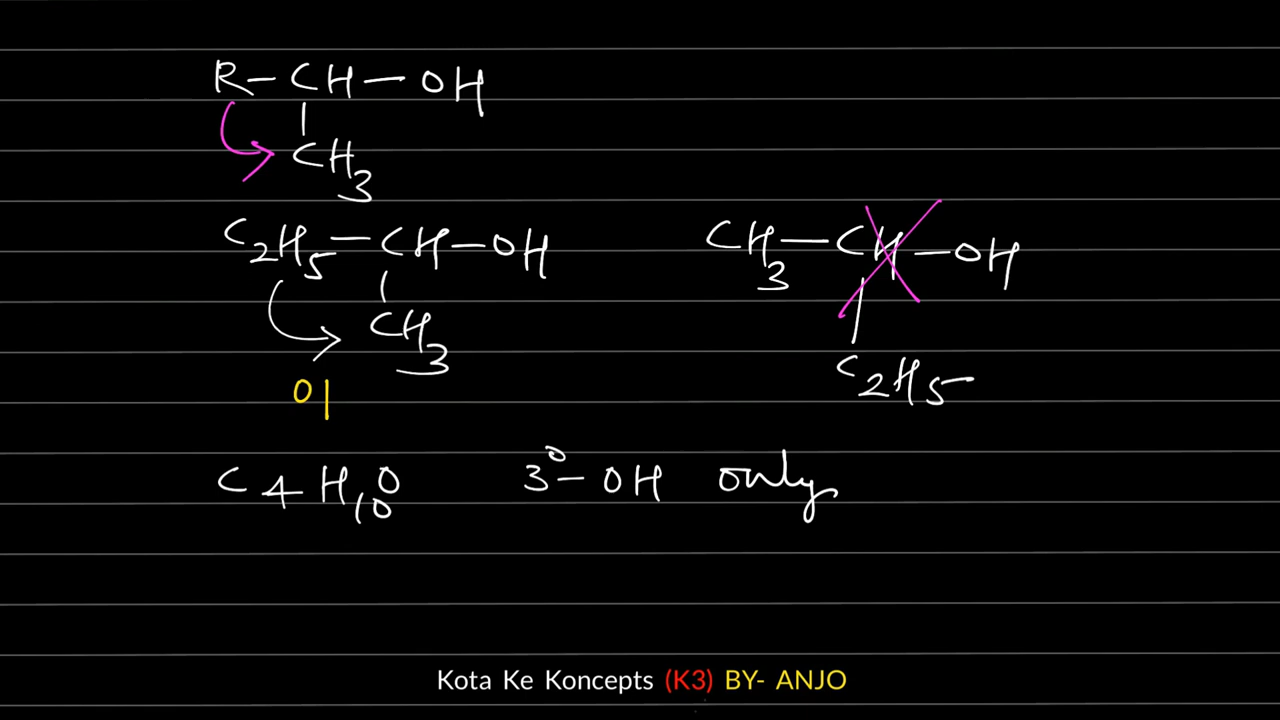 R - CH - OH
|
CH3
C2H5 - CH - OH
|
CH3
01
CH3 - CH - OH
|
C2H5
C4H10O 3° - OH only
Kota Ke Koncepts (K3) BY- ANJO